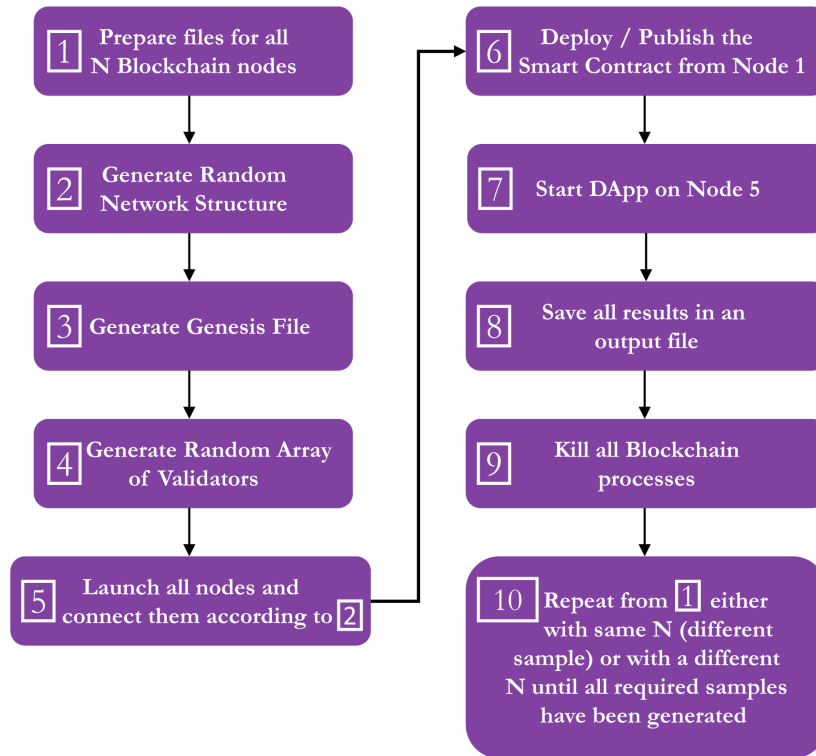 1 Prepare files for all
N Blockchain nodes
2 Generate Random
Network Structure
3 Generate Genesis File
4 Generate Random Array
of Validators
5 Launch all nodes and
connect them according to 2
6 Deploy / Publish the
Smart Contract from Node 1
7 Start DApp on Node 5
8 Save all results in an
output file
9 Kill all Blockchain
processes
10 Repeat from 1 either
with same N (different
sample) or with a different
N until all required samples
have been generated